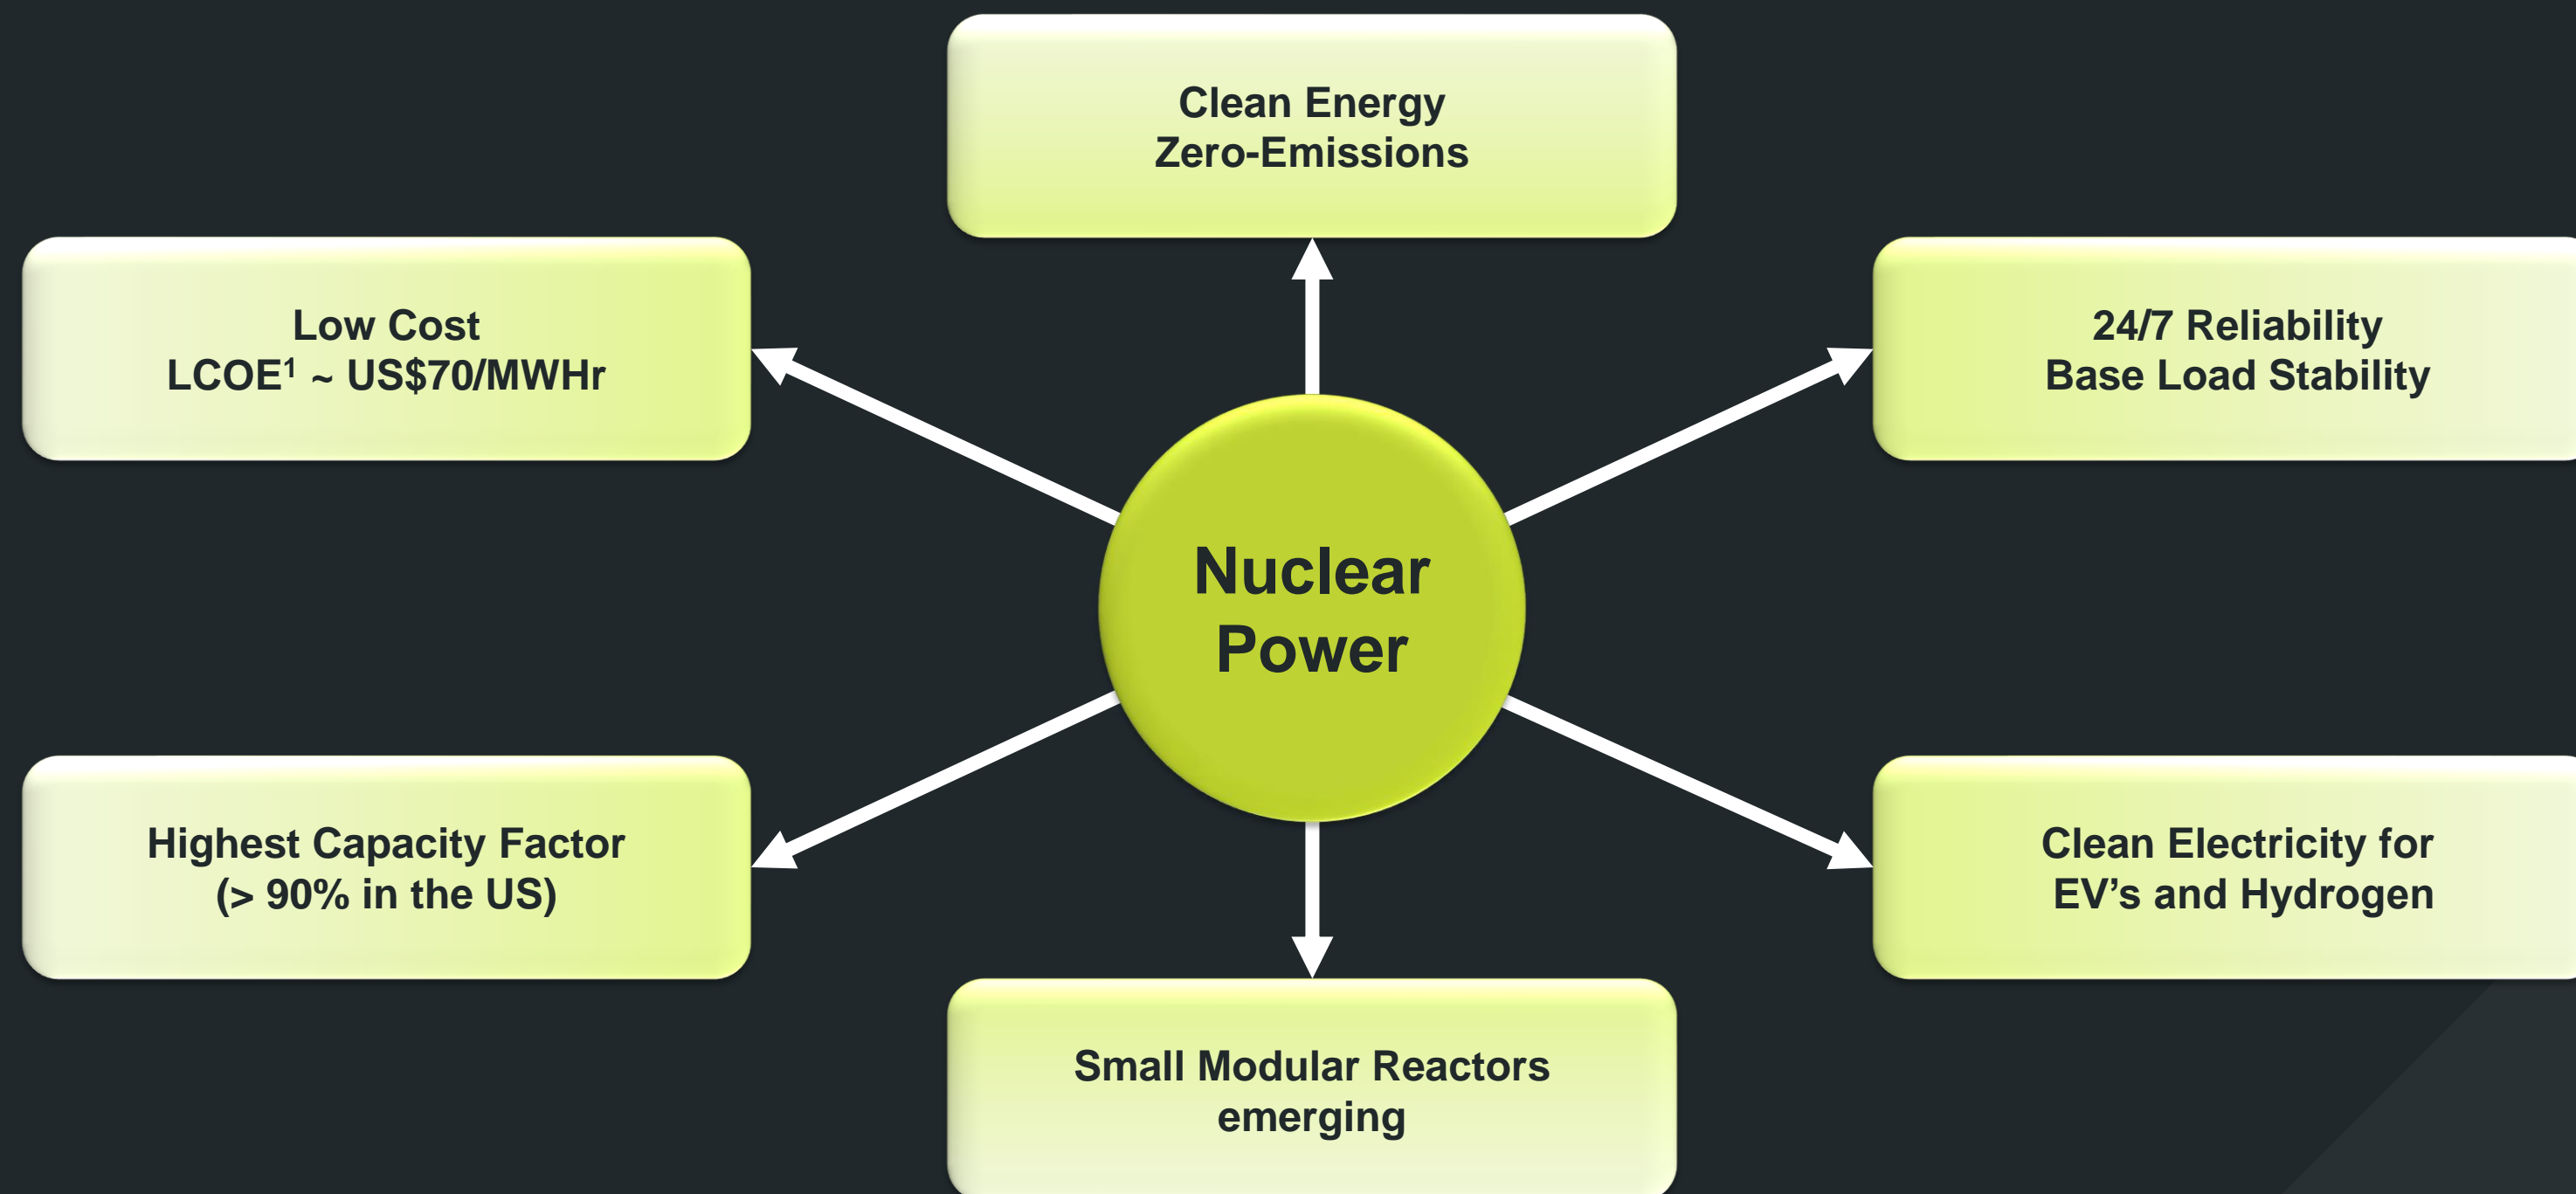 Clean Energy
Zero-Emissions
Low Cost
LCOE¹ ~ US$70/MWHr
24/7 Reliability
Base Load Stability
Nuclear
Power
Highest Capacity Factor
(> 90% in the US)
Clean Electricity for
EV’s and Hydrogen
Small Modular Reactors
emerging